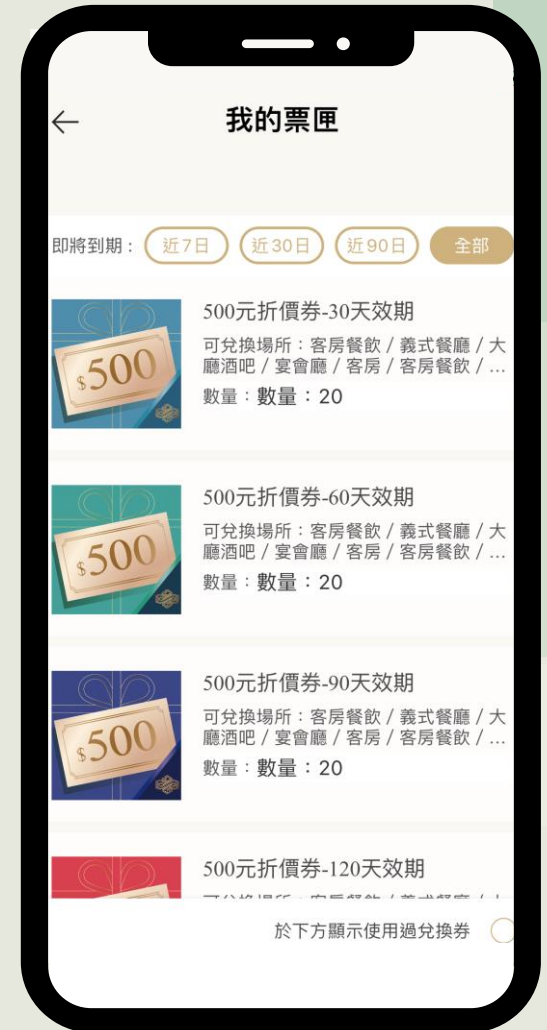 我的票匣
即將到期： 近7日 近30日 近90日 全部
$500
500元折價券-30天效期
可兌換場所：客房餐飲 / 義式餐廳 / 大
廳酒吧 / 宴會廳 / 客房 / 客房餐飲 / ...
數量：數量：20
$500
500元折價券-60天效期
可兌換場所：客房餐飲 / 義式餐廳 / 大
廳酒吧 / 宴會廳 / 客房 / 客房餐飲 / ...
數量：數量：20
$500
500元折價券-90天效期
可兌換場所：客房餐飲 / 義式餐廳 / 大
廳酒吧 / 宴會廳 / 客房 / 客房餐飲 / ...
數量：數量：20
500元折價券-120天效期
於下方顯示使用過兌換券